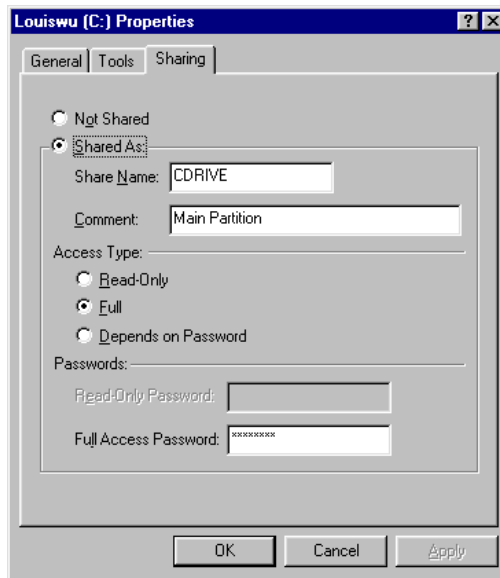 Louiswu (C:) Properties
General Tools Sharing
Not Shared
Shared As:
Share Name: CDRIVE
Comment: Main Partition
Access Type:
Read-Only
Full
Depends on Password
Passwords:
Read-Only Password:
Full Access Password: ********
OK Cancel Apply